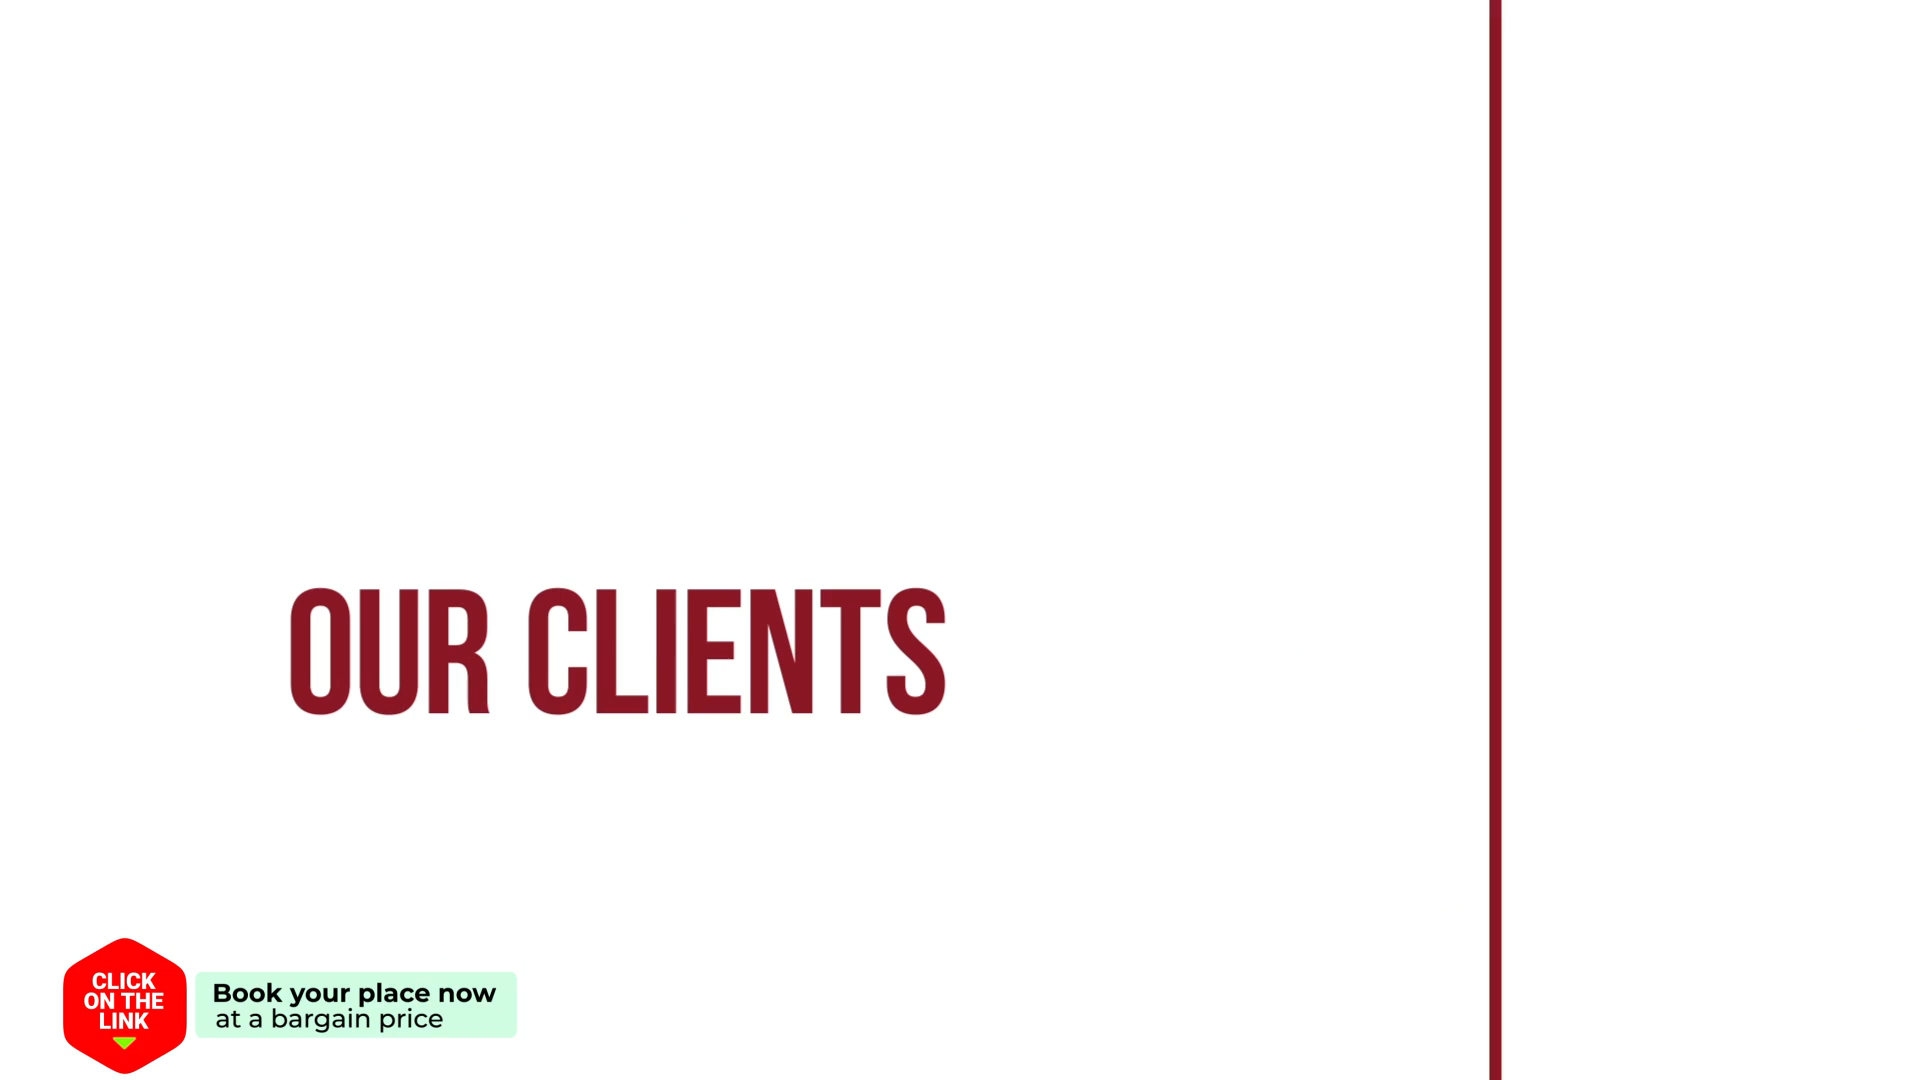 OUR CLIENTS
CLICK
ON THE
LINK
Book your place now
at a bargain price